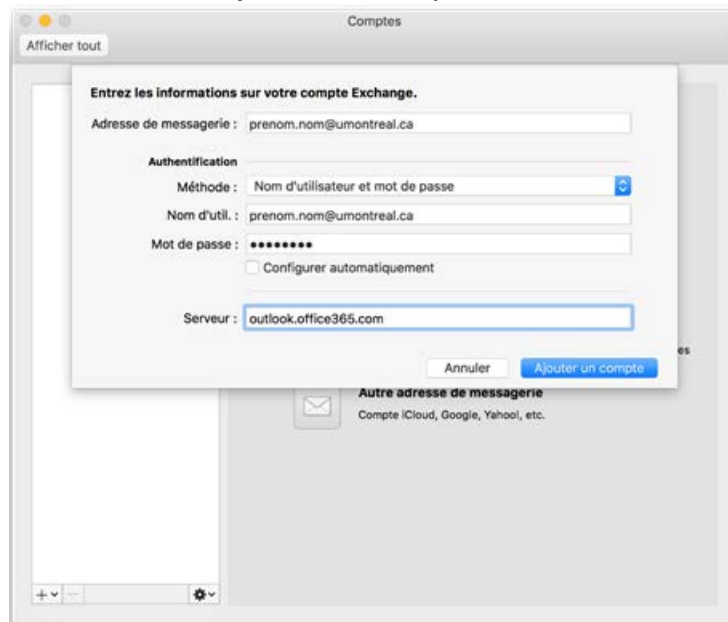 Comptes
Afficher tout
Entrez les informations sur votre compte Exchange.
Adresse de messagerie : prenom.nom@umontreal.ca
Authentification
Méthode : Nom d'utilisateur et mot de passe
Nom d'util. : prenom.nom@umontreal.ca
Mot de passe : ••••••••
Configurer automatiquement
Serveur : outlook.office365.com
es
Annuler Ajouter un compte
Autre adresse de messagerie
Compte iCloud, Google, Yahoo!, etc.